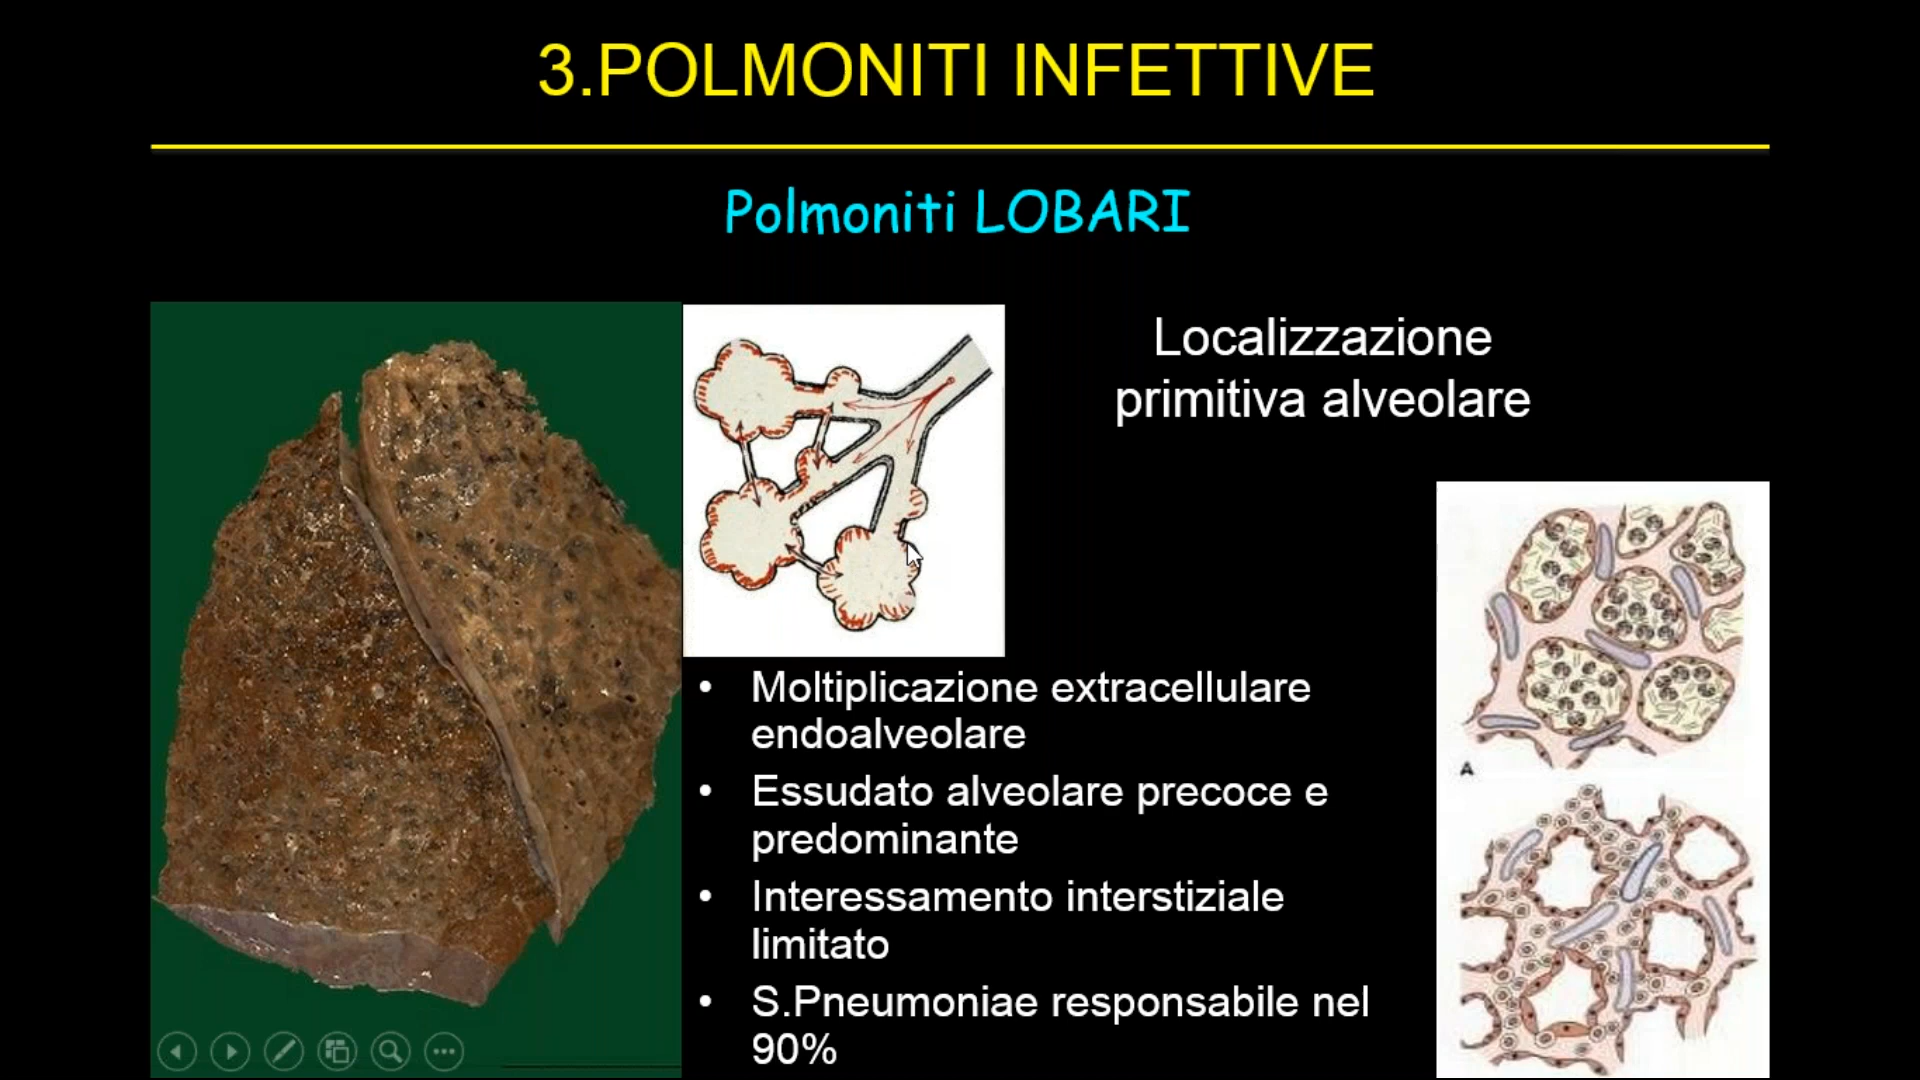 3.POLMONITI INFETTIVE
Polmoniti LOBARI
Localizzazione
primitiva alveolare
• Moltiplicazione extracellulare
endoalveolare
• Essudato alveolare precoce e
predominante
• Interessamento interstiziale
limitato
• S.Pneumoniae responsabile nel
90%
A